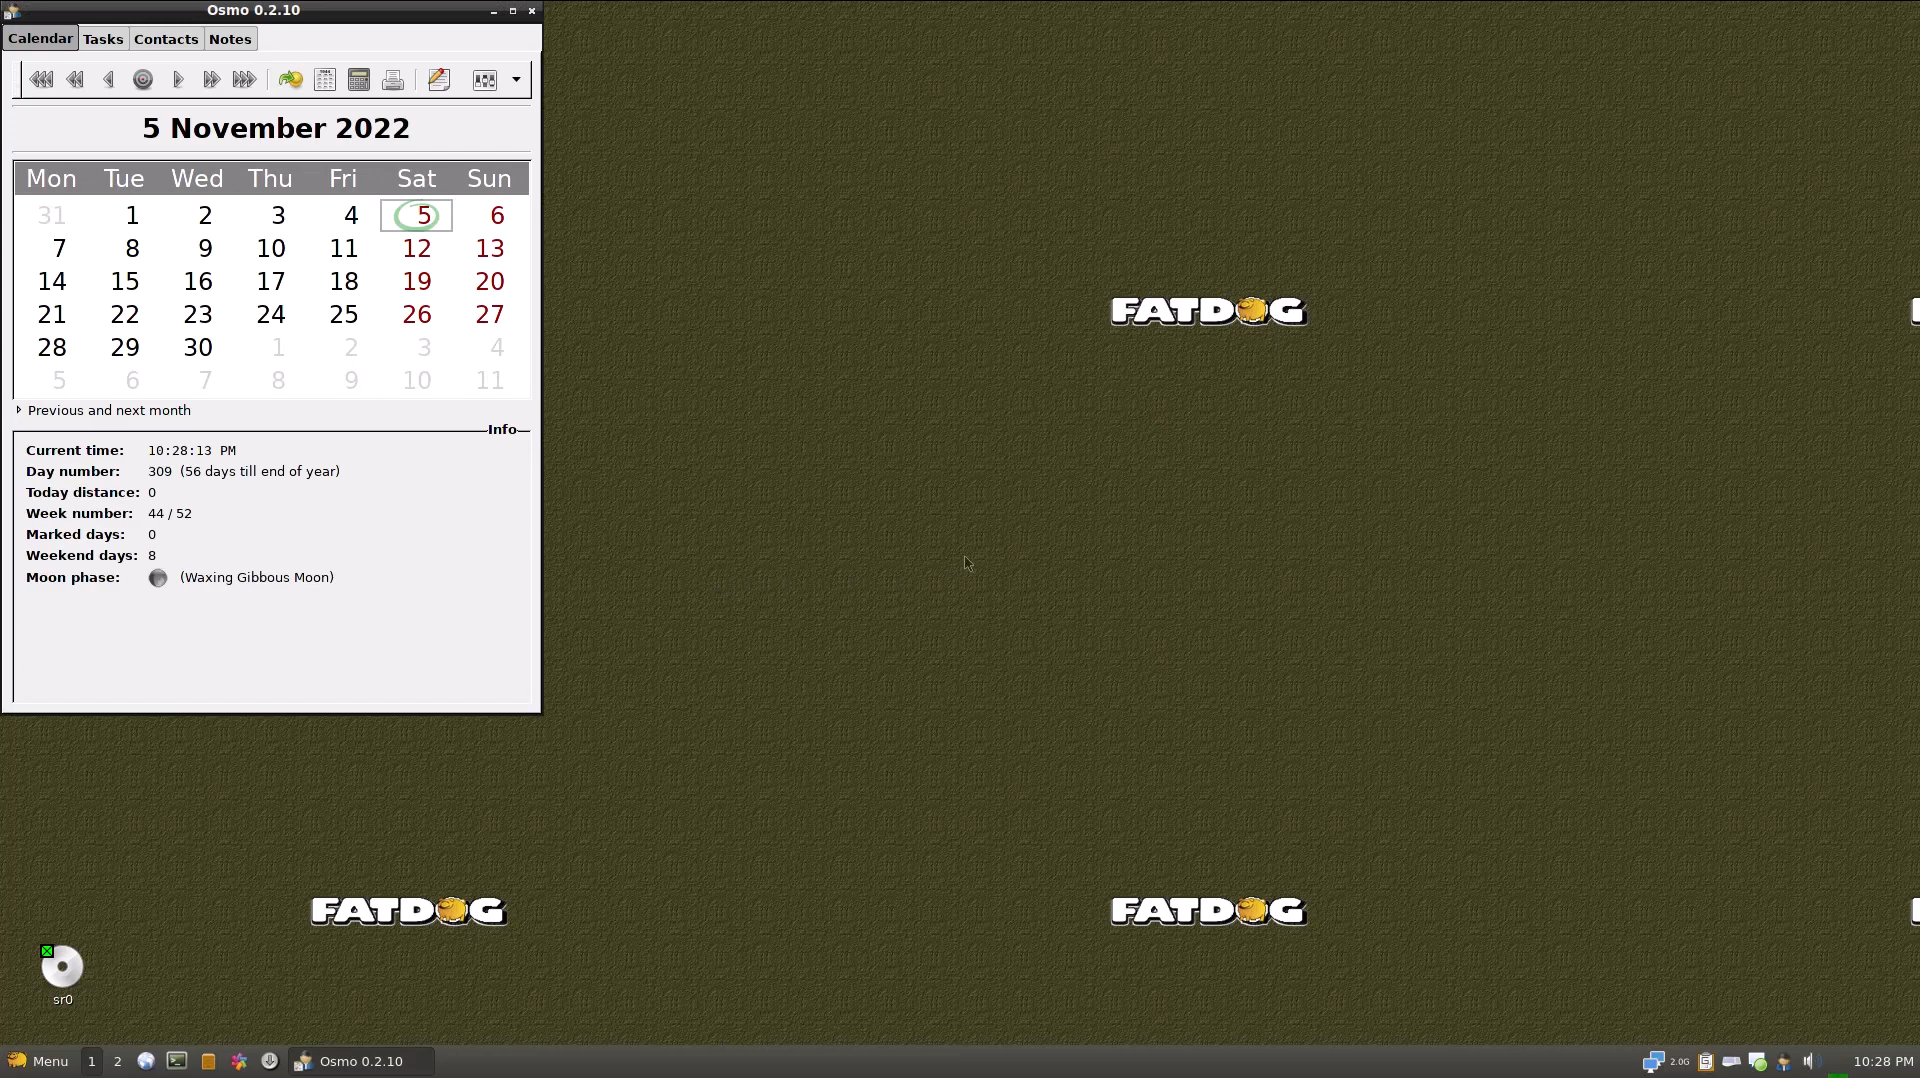 Osmo 0.2.10
Calendar Tasks Contacts Notes
5 November 2022
Mon Tue Wed Thu Fri Sat Sun
31 1 2 3 4 5 6
7 8 9 10 11 12 13
14 15 16 17 18 19 20
21 22 23 24 25 26 27
28 29 30 1 2 3 4
5 6 7 8 9 10 11
Previous and next month
Info
Current time: 10:28:13 PM
Day number: 309 (56 days till end of year)
Today distance: 0
Week number: 44 / 52
Marked days: 0
Weekend days: 8
Moon phase: (Waxing Gibbous Moon)
FATDOG
FATDOG
FATDOG
sr0
Menu 1 2 Osmo 0.2.10 2.0G 10:28 PM